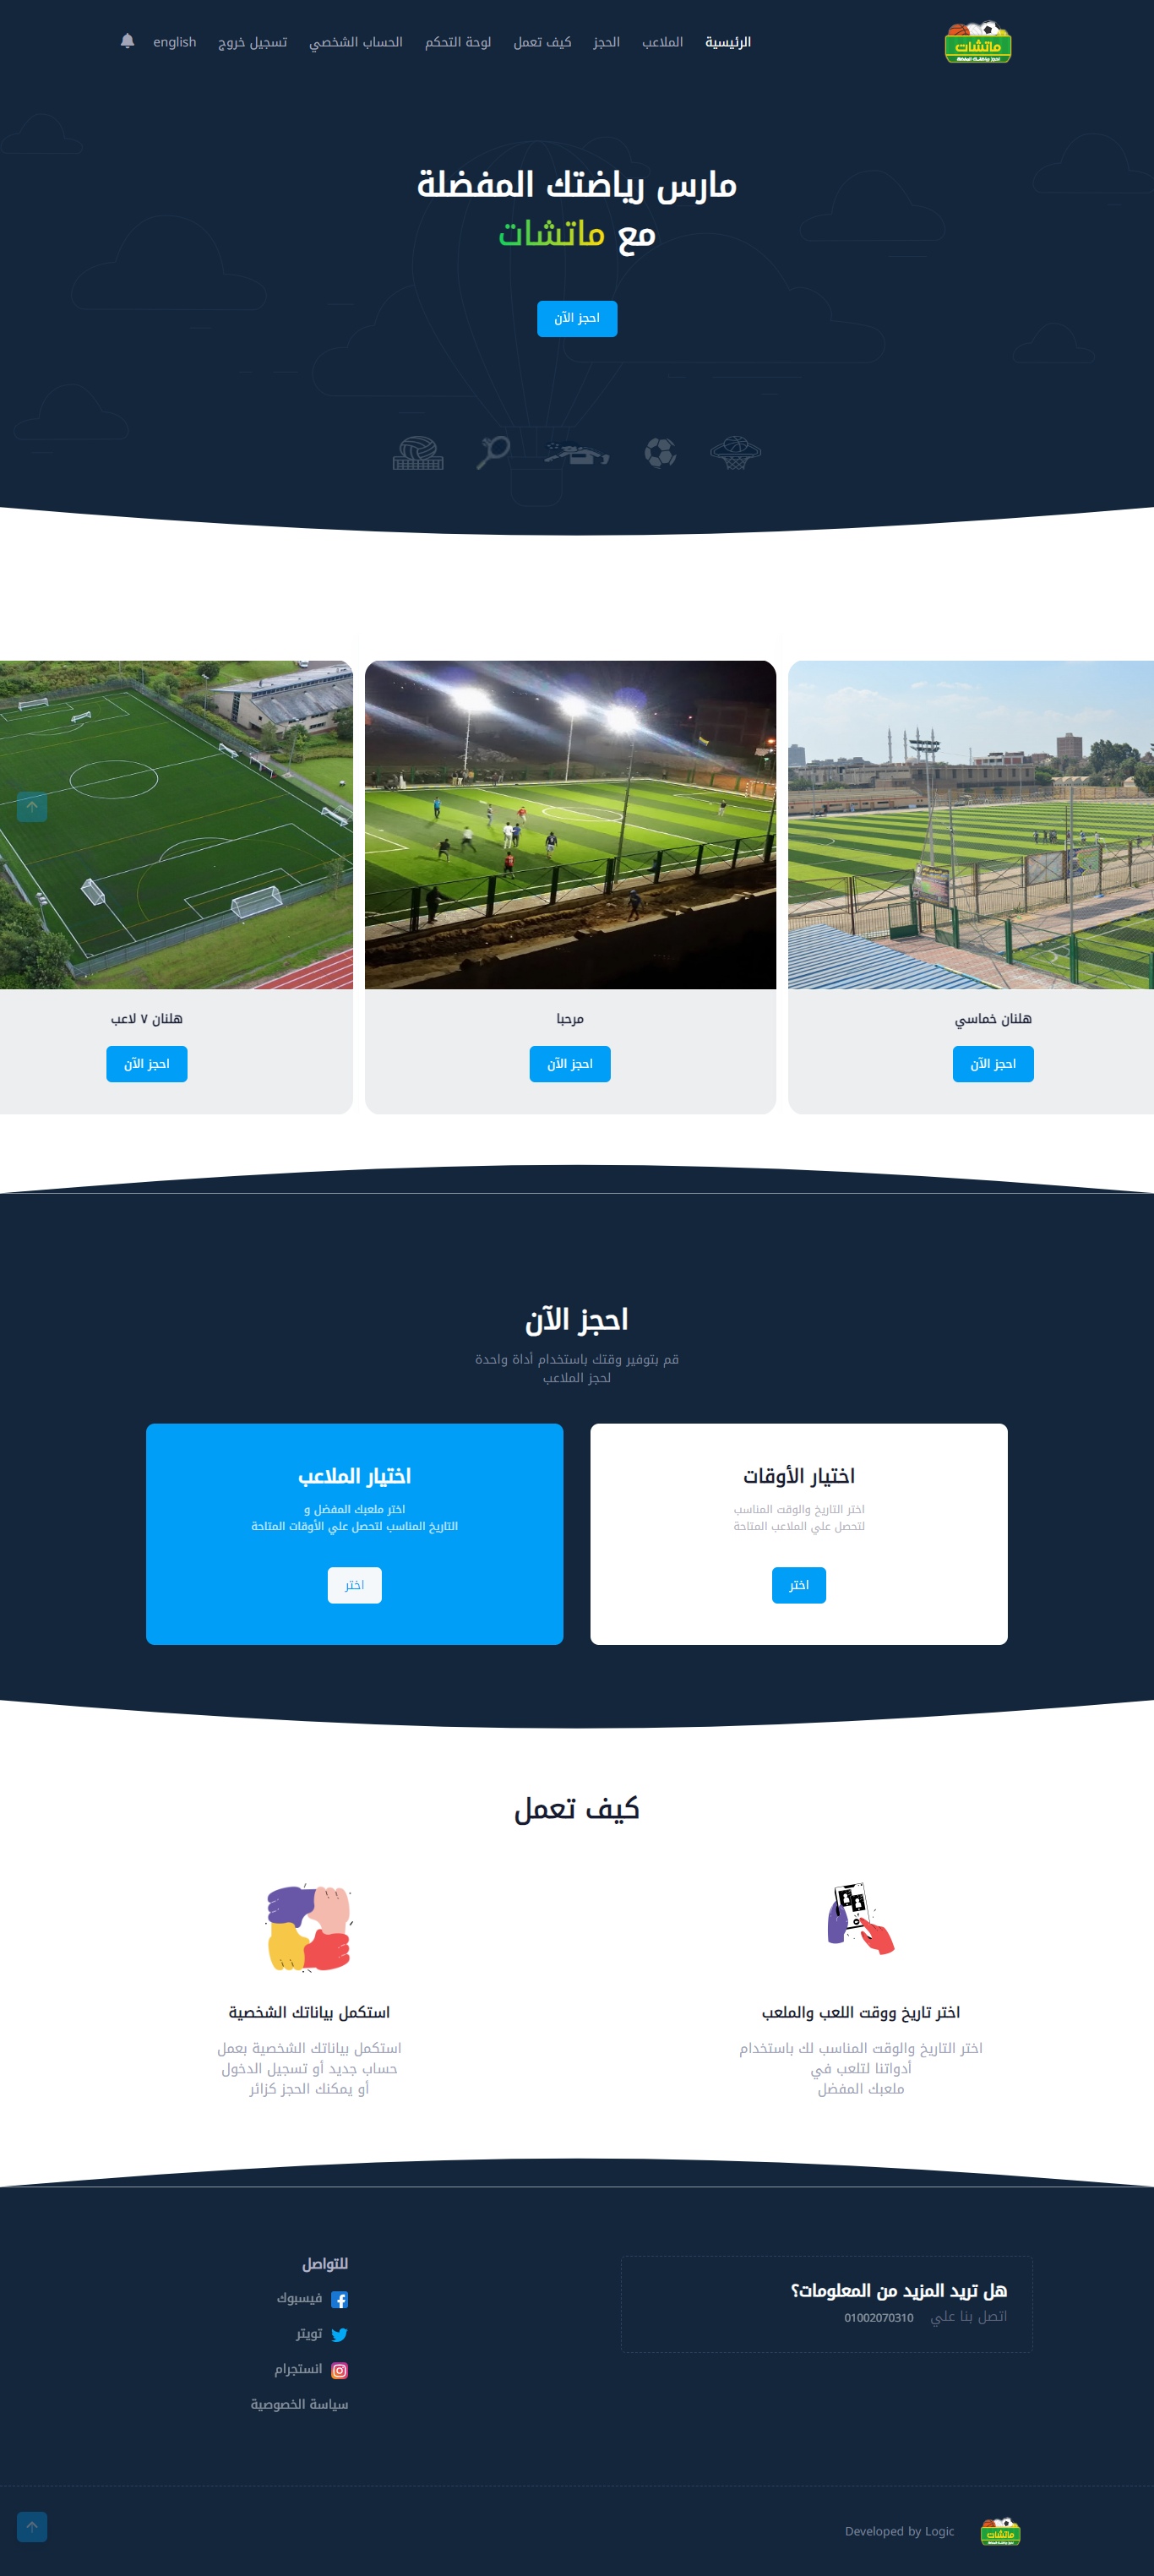 ماتشات
احجز رياضتك المفضلة
الرئيسية
الملاعب
الحجز
كيف تعمل
لوحة التحكم
الحساب الشخصي
تسجيل خروج
english
مارس رياضتك المفضلة
مع ماتشات
احجز الآن
هلنان خماسي
احجز الآن
مرحبا
احجز الآن
هلنان ٧ لاعب
احجز الآن
احجز الآن
قم بتوفير وقتك باستخدام أداة واحدة
لحجز الملاعب
اختيار الأوقات
اختر التاريخ والوقت المناسب
لتحصل علي الملاعب المتاحة
اختر
اختيار الملاعب
اختر ملعبك المفضل و
التاريخ المناسب لتحصل علي الأوقات المتاحة
اختر
كيف تعمل
اختر تاريخ ووقت اللعب والملعب
اختر التاريخ والوقت المناسب لك باستخدام
أدواتنا لتلعب في
ملعبك المفضل
استكمل بياناتك الشخصية
استكمل بياناتك الشخصية بعمل
حساب جديد أو تسجيل الدخول
أو يمكنك الحجز كزائر
هل تريد المزيد من المعلومات؟
اتصل بنا علي 01002070310
للتواصل
فيسبوك
تويتر
انستجرام
سياسة الخصوصية
ماتشات
Developed by Logic